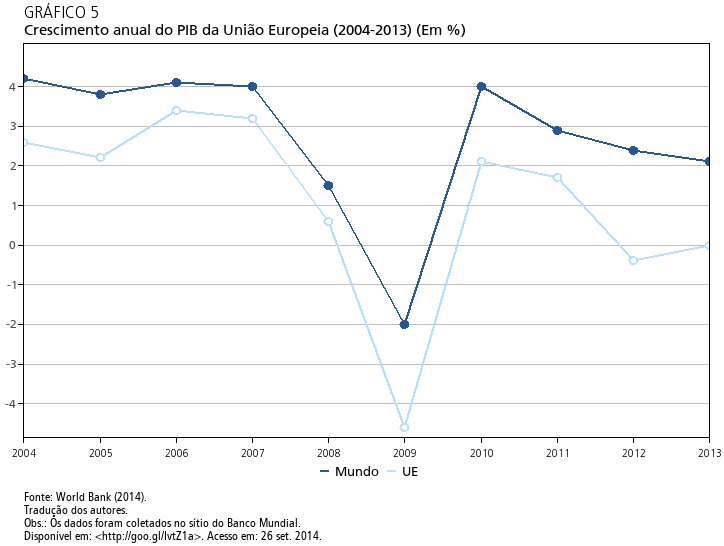 GRÁFICO 5
Crescimento anual do PIB da União Europeia (2004-2013) (Em %)
4
3
2
1
0
-1
-2
-3
-4
2004 2005 2006 2007 2008 2009 2010 2011 2012 2013
Mundo UE
Fonte: World Bank (2014).
Tradução dos autores.
Obs.: Os dados foram coletados no sítio do Banco Mundial.
Disponível em: <http://goo.gl/lvtZ1a>. Acesso em: 26 set. 2014.